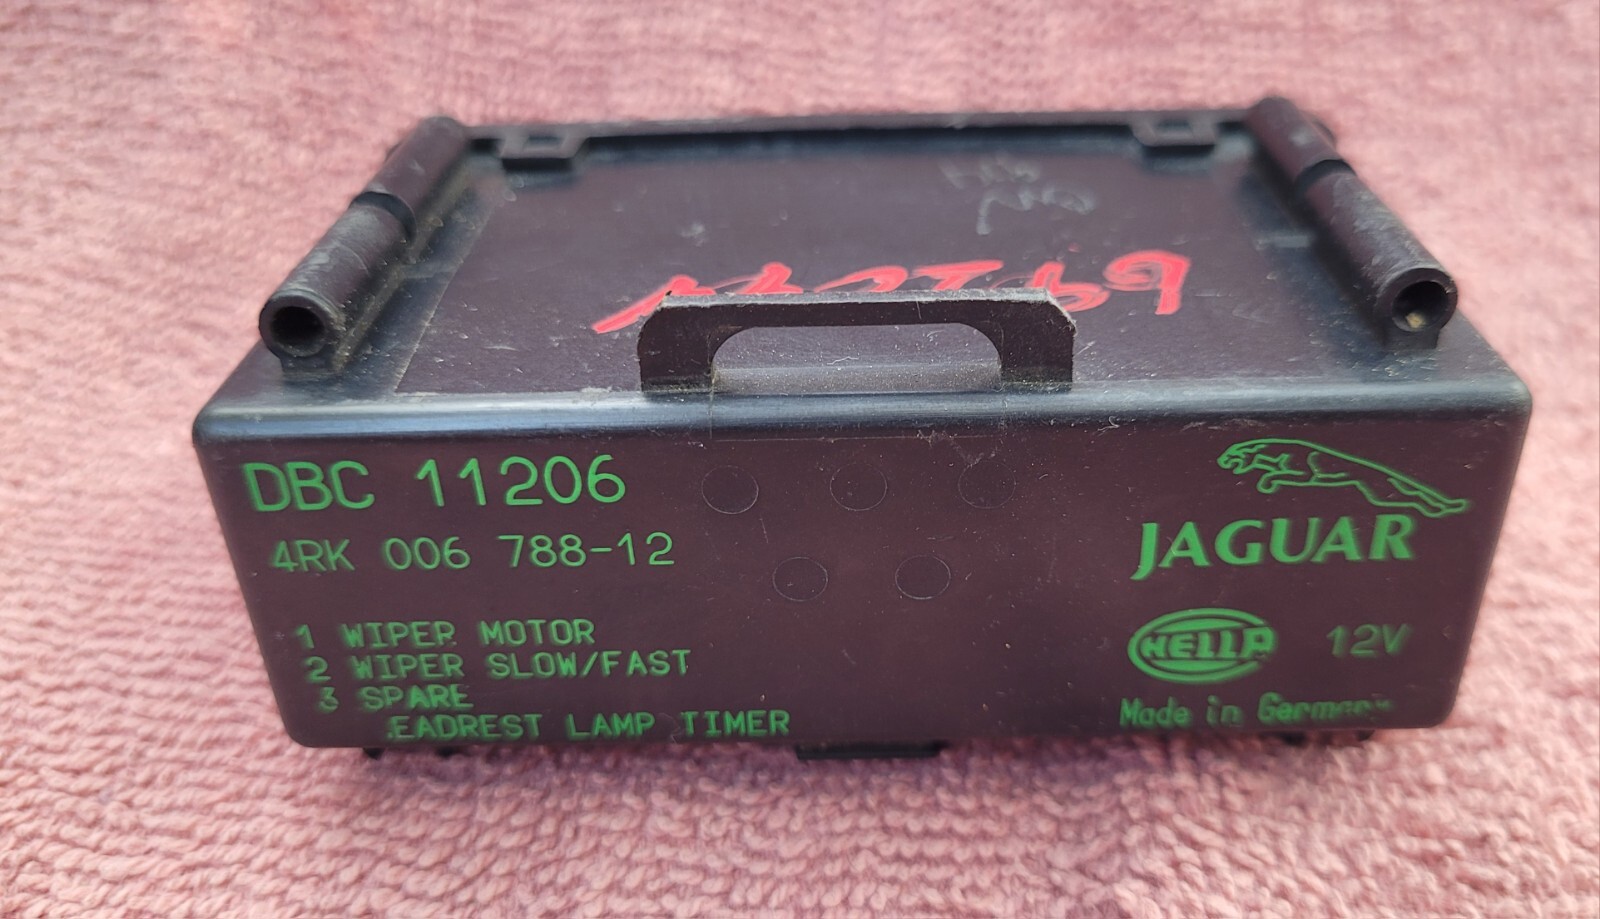 DBC 11206
4RK 006 788-12
1 WIPER MOTOR
2 WIPER SLOW/FAST
3 SPARE
EADREST LAMP TIMER
JAGUAR
HELLA 12V
Made in Germany